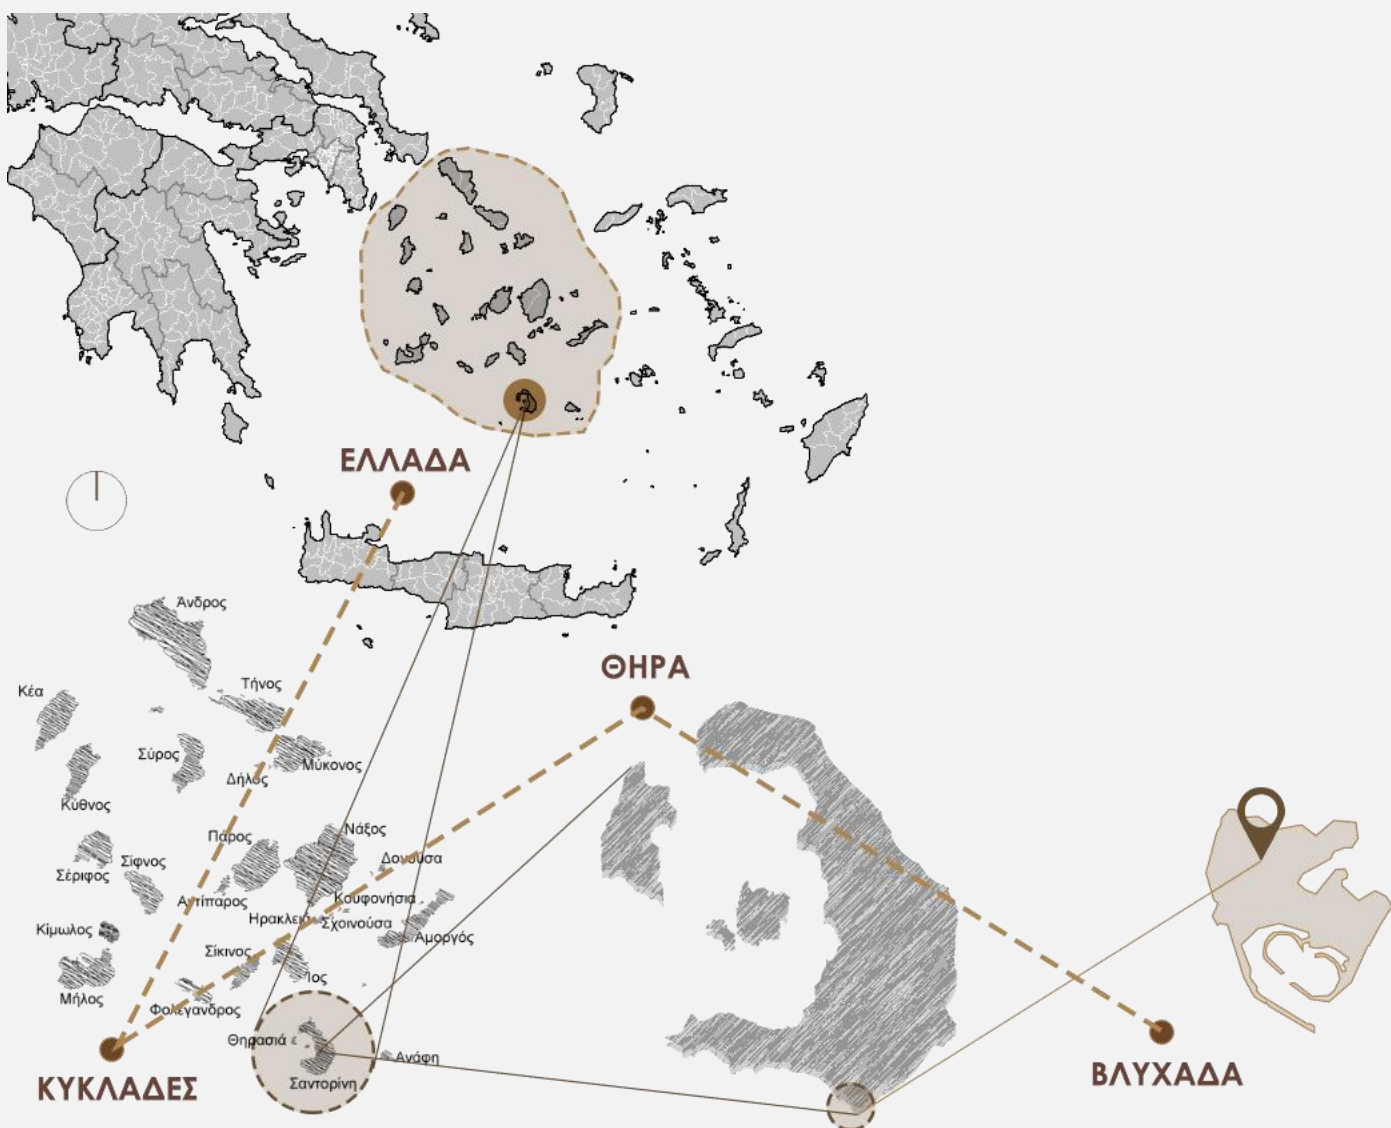 ΕΛΛΑΔΑ
Άνδρος
ΘΗΡΑ
Κέα
Τήνος
Σύρος
Μύκονος
Δήλος
Κύθνος
Πάρος
Νάξος
Δονούσα
Σίφνος
Σέριφος
Αντίπαρος
Κουφονήσια
Ηρακλειά
Σχοινούσα
Κίμωλος
Αμοργός
Σίκινος
Ίος
Μήλος
Φολέγανδρος
Θηρασιά
Ανάφη
Σαντορίνη
ΚΥΚΛΑΔΕΣ
ΒΛΥΧΑΔΑ